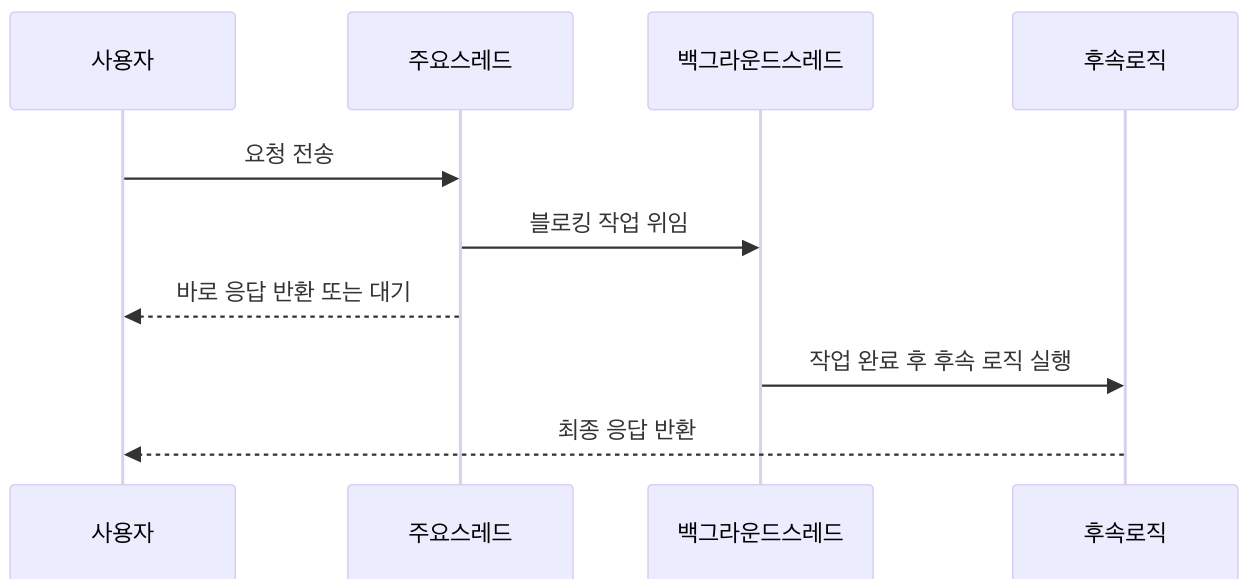 사용자
주요스레드
백그라운드스레드
후속로직
요청 전송
블로킹 작업 위임
바로 응답 반환 또는 대기
작업 완료 후 후속 로직 실행
최종 응답 반환
사용자
주요스레드
백그라운드스레드
후속로직